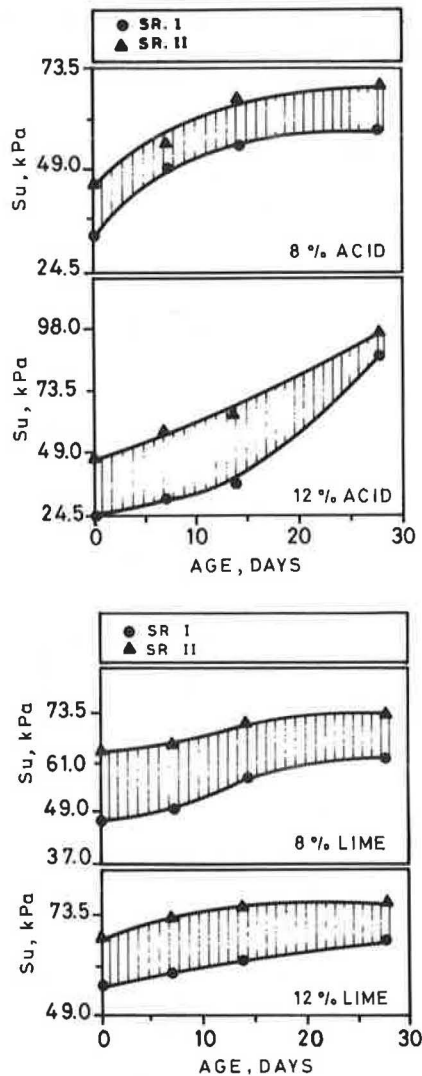 SR. I
SR. II
73.5
49.0
24.5
Su, kPa
8 % ACID
98.0
73.5
49.0
24.5
Su, kPa
12 % ACID
0 10 20 30
AGE, DAYS
SR I
SR II
73.5
61.0
49.0
37.0
Su, kPa
8 % LIME
73.5
49.0
Su, kPa
12 % LIME
0 10 20 30
AGE, DAYS